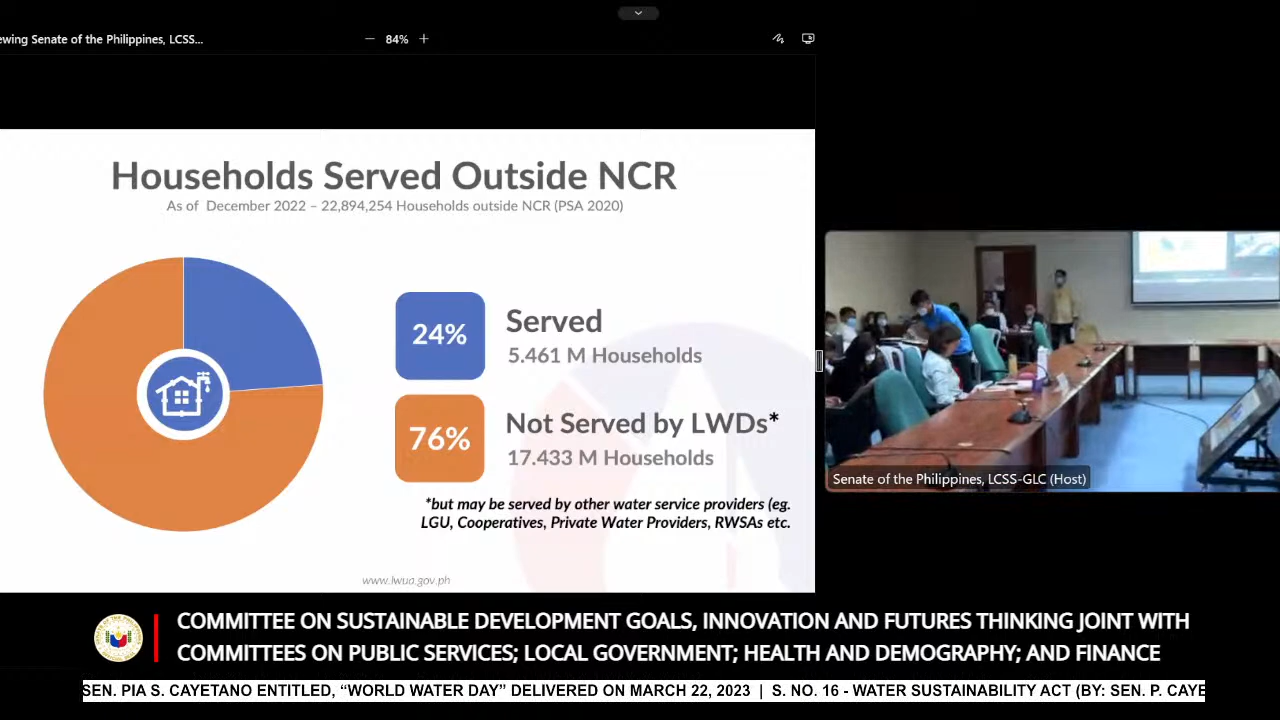 ewing Senate of the Philippines, LCSS...
84%
Households Served Outside NCR
As of December 2022 – 22,894,254 Households outside NCR (PSA 2020)
24%
Served
5.461 M Households
76%
Not Served by LWDs*
17.433 M Households
*but may be served by other water service providers (eg.
LGU, Cooperatives, Private Water Providers, RWSAs etc.
www.lwua.gov.ph
Senate of the Philippines, LCSS-GLC (Host)
COMMITTEE ON SUSTAINABLE DEVELOPMENT GOALS, INNOVATION AND FUTURES THINKING JOINT WITH
COMMITTEES ON PUBLIC SERVICES; LOCAL GOVERNMENT; HEALTH AND DEMOGRAPHY; AND FINANCE
SEN. PIA S. CAYETANO ENTITLED, “WORLD WATER DAY” DELIVERED ON MARCH 22, 2023 | S. NO. 16 - WATER SUSTAINABILITY ACT (BY: SEN. P. CAYE